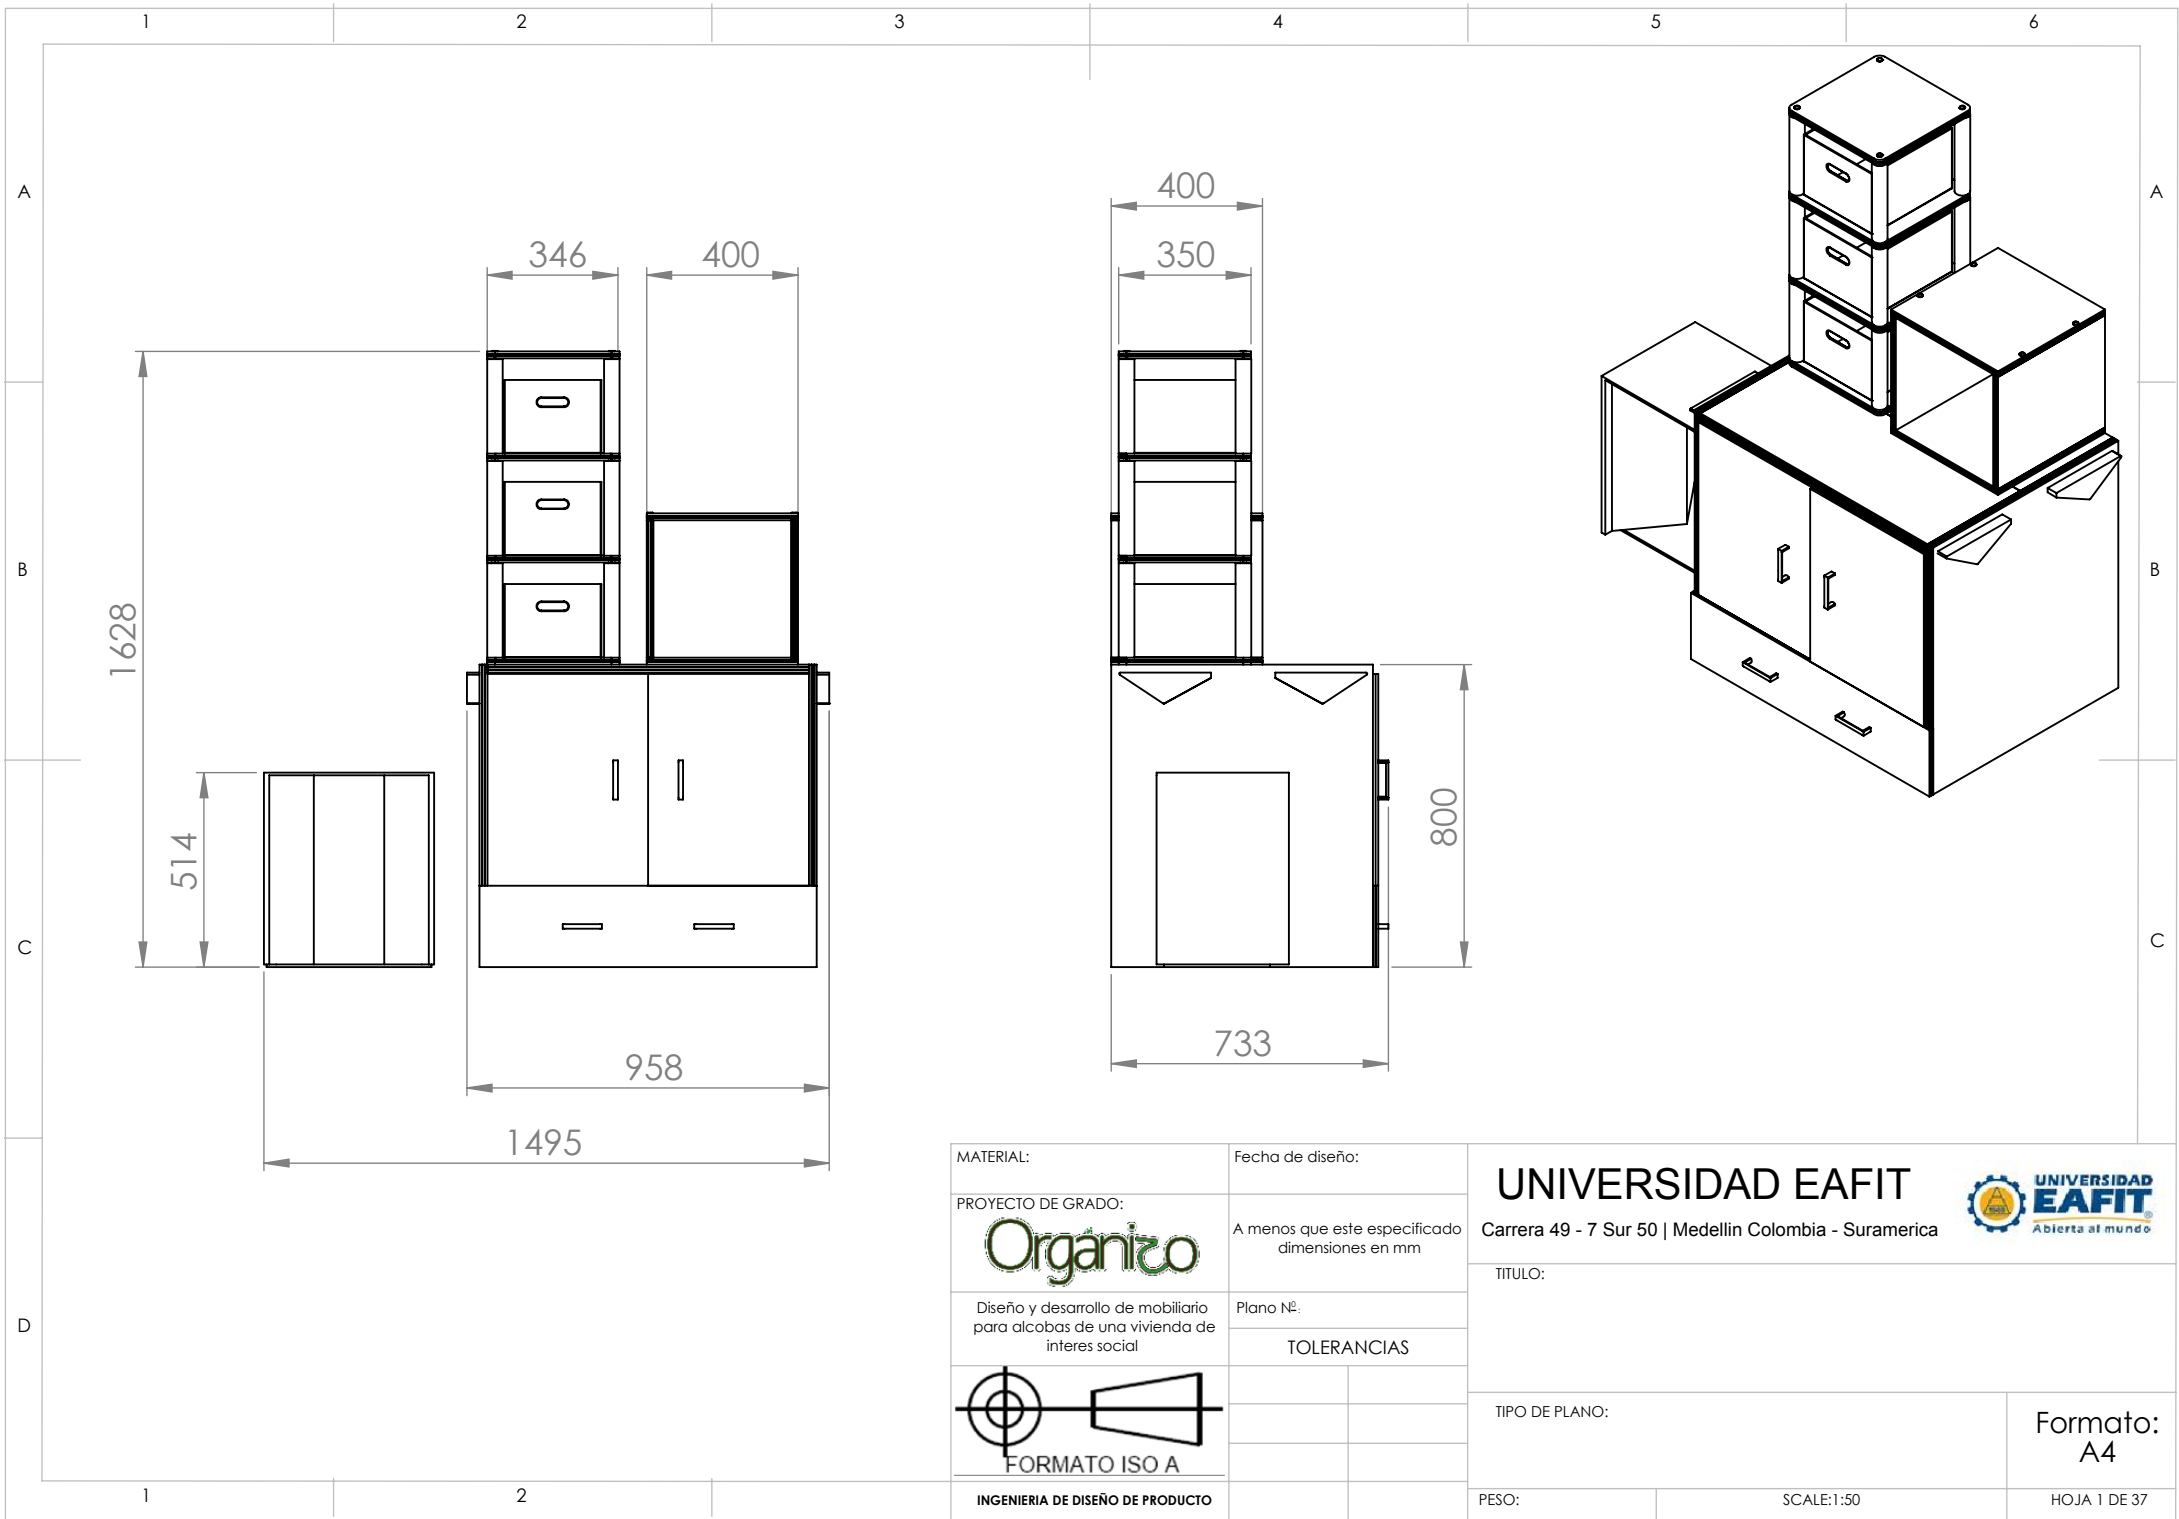 1 2 3 4 5 6
A A
B B
C C
D
1 2
346
400
400
350
1628
514
800
958
1495
733
MATERIAL:
Fecha de diseño:
PROYECTO DE GRADO:
Orgánizo
A menos que este especificado
dimensiones en mm
Diseño y desarrollo de mobiliario
para alcobas de una vivienda de
interes social
Plano Nº:
TOLERANCIAS
FORMATO ISO A
INGENIERIA DE DISEÑO DE PRODUCTO
UNIVERSIDAD EAFIT
Carrera 49 - 7 Sur 50 | Medellin Colombia - Suramerica
UNIVERSIDAD
EAFIT®
Abierta al mundo
TITULO:
TIPO DE PLANO:
Formato:
A4
PESO:
SCALE:1:50
HOJA 1 DE 37